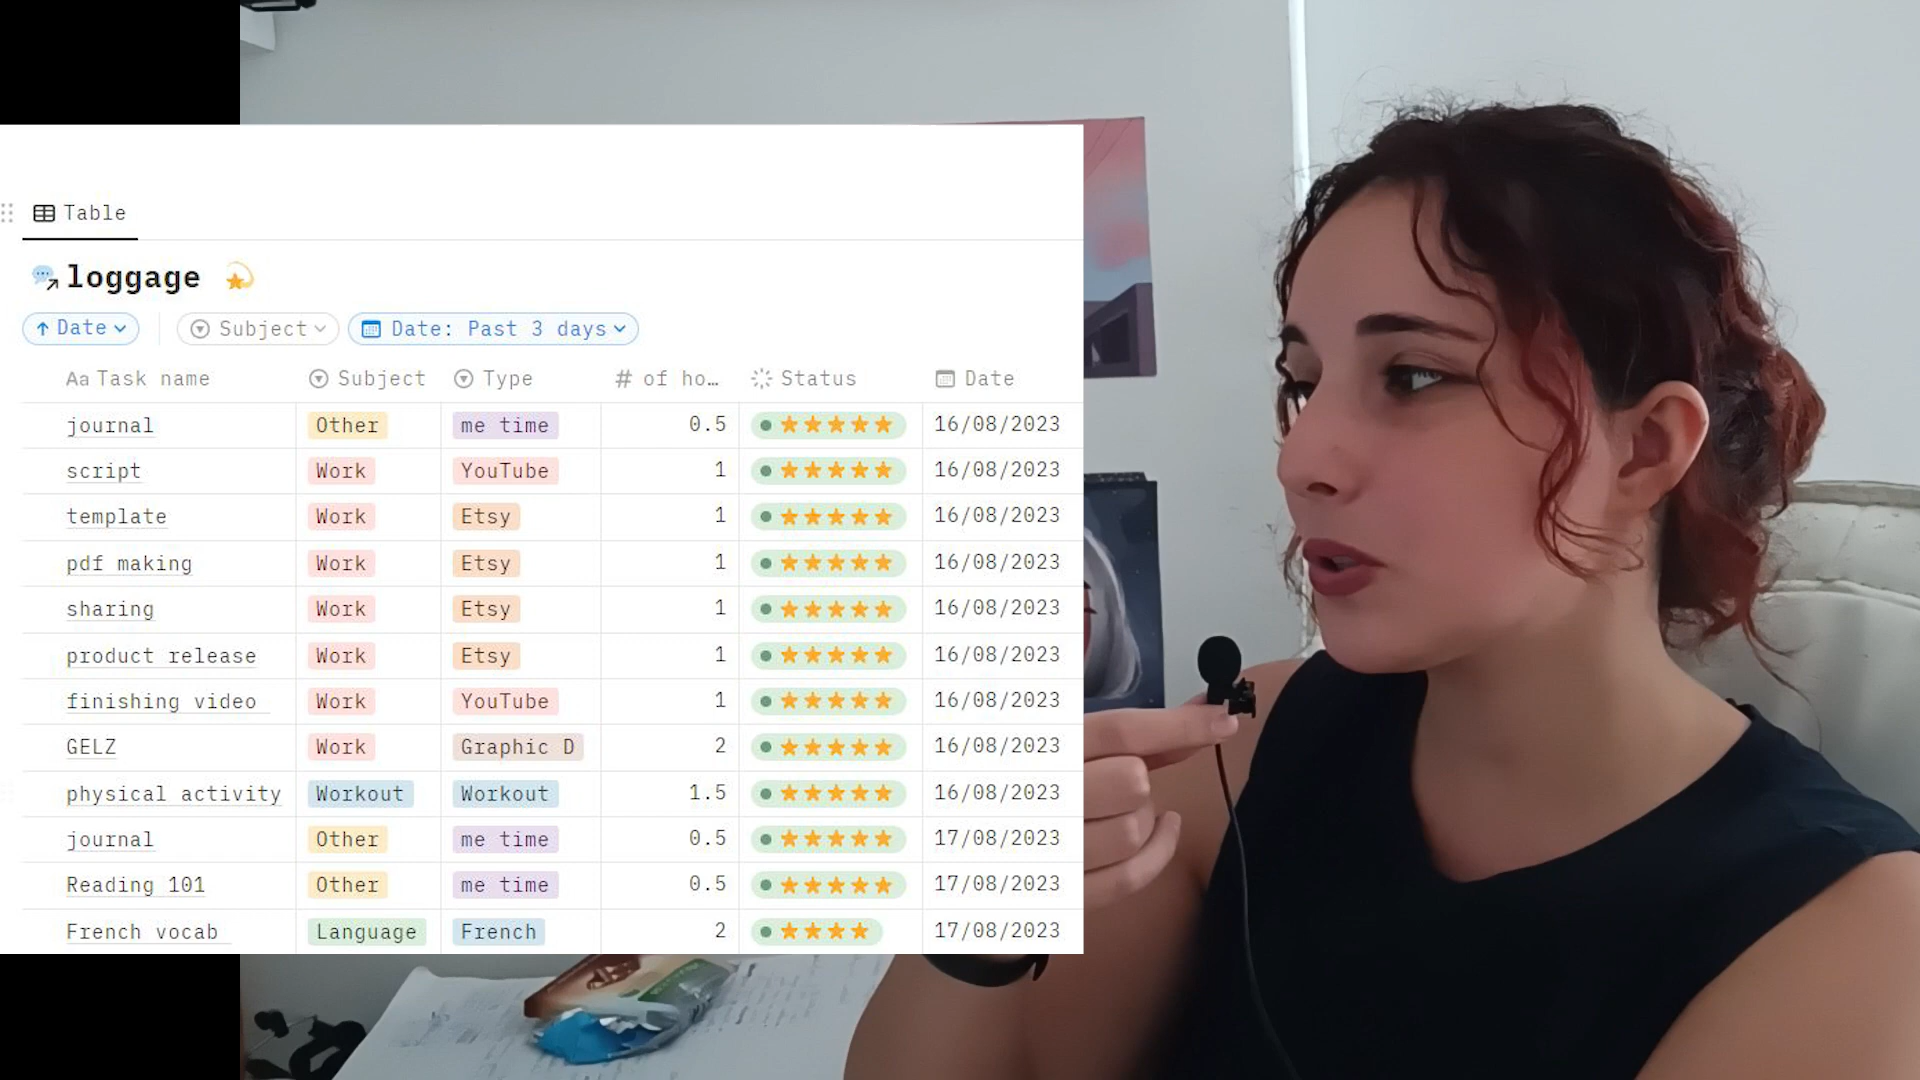 Table
loggage
Date Subject Date: Past 3 days
Aa Task name Subject Type # of ho… Status Date
journal Other me time 0.5 16/08/2023
script Work YouTube 1 16/08/2023
template Work Etsy 1 16/08/2023
pdf making Work Etsy 1 16/08/2023
sharing Work Etsy 1 16/08/2023
product release Work Etsy 1 16/08/2023
finishing video Work YouTube 1 16/08/2023
GELZ Work Graphic D 2 16/08/2023
physical activity Workout Workout 1.5 16/08/2023
journal Other me time 0.5 17/08/2023
Reading 101 Other me time 0.5 17/08/2023
French vocab Language French 2 17/08/2023